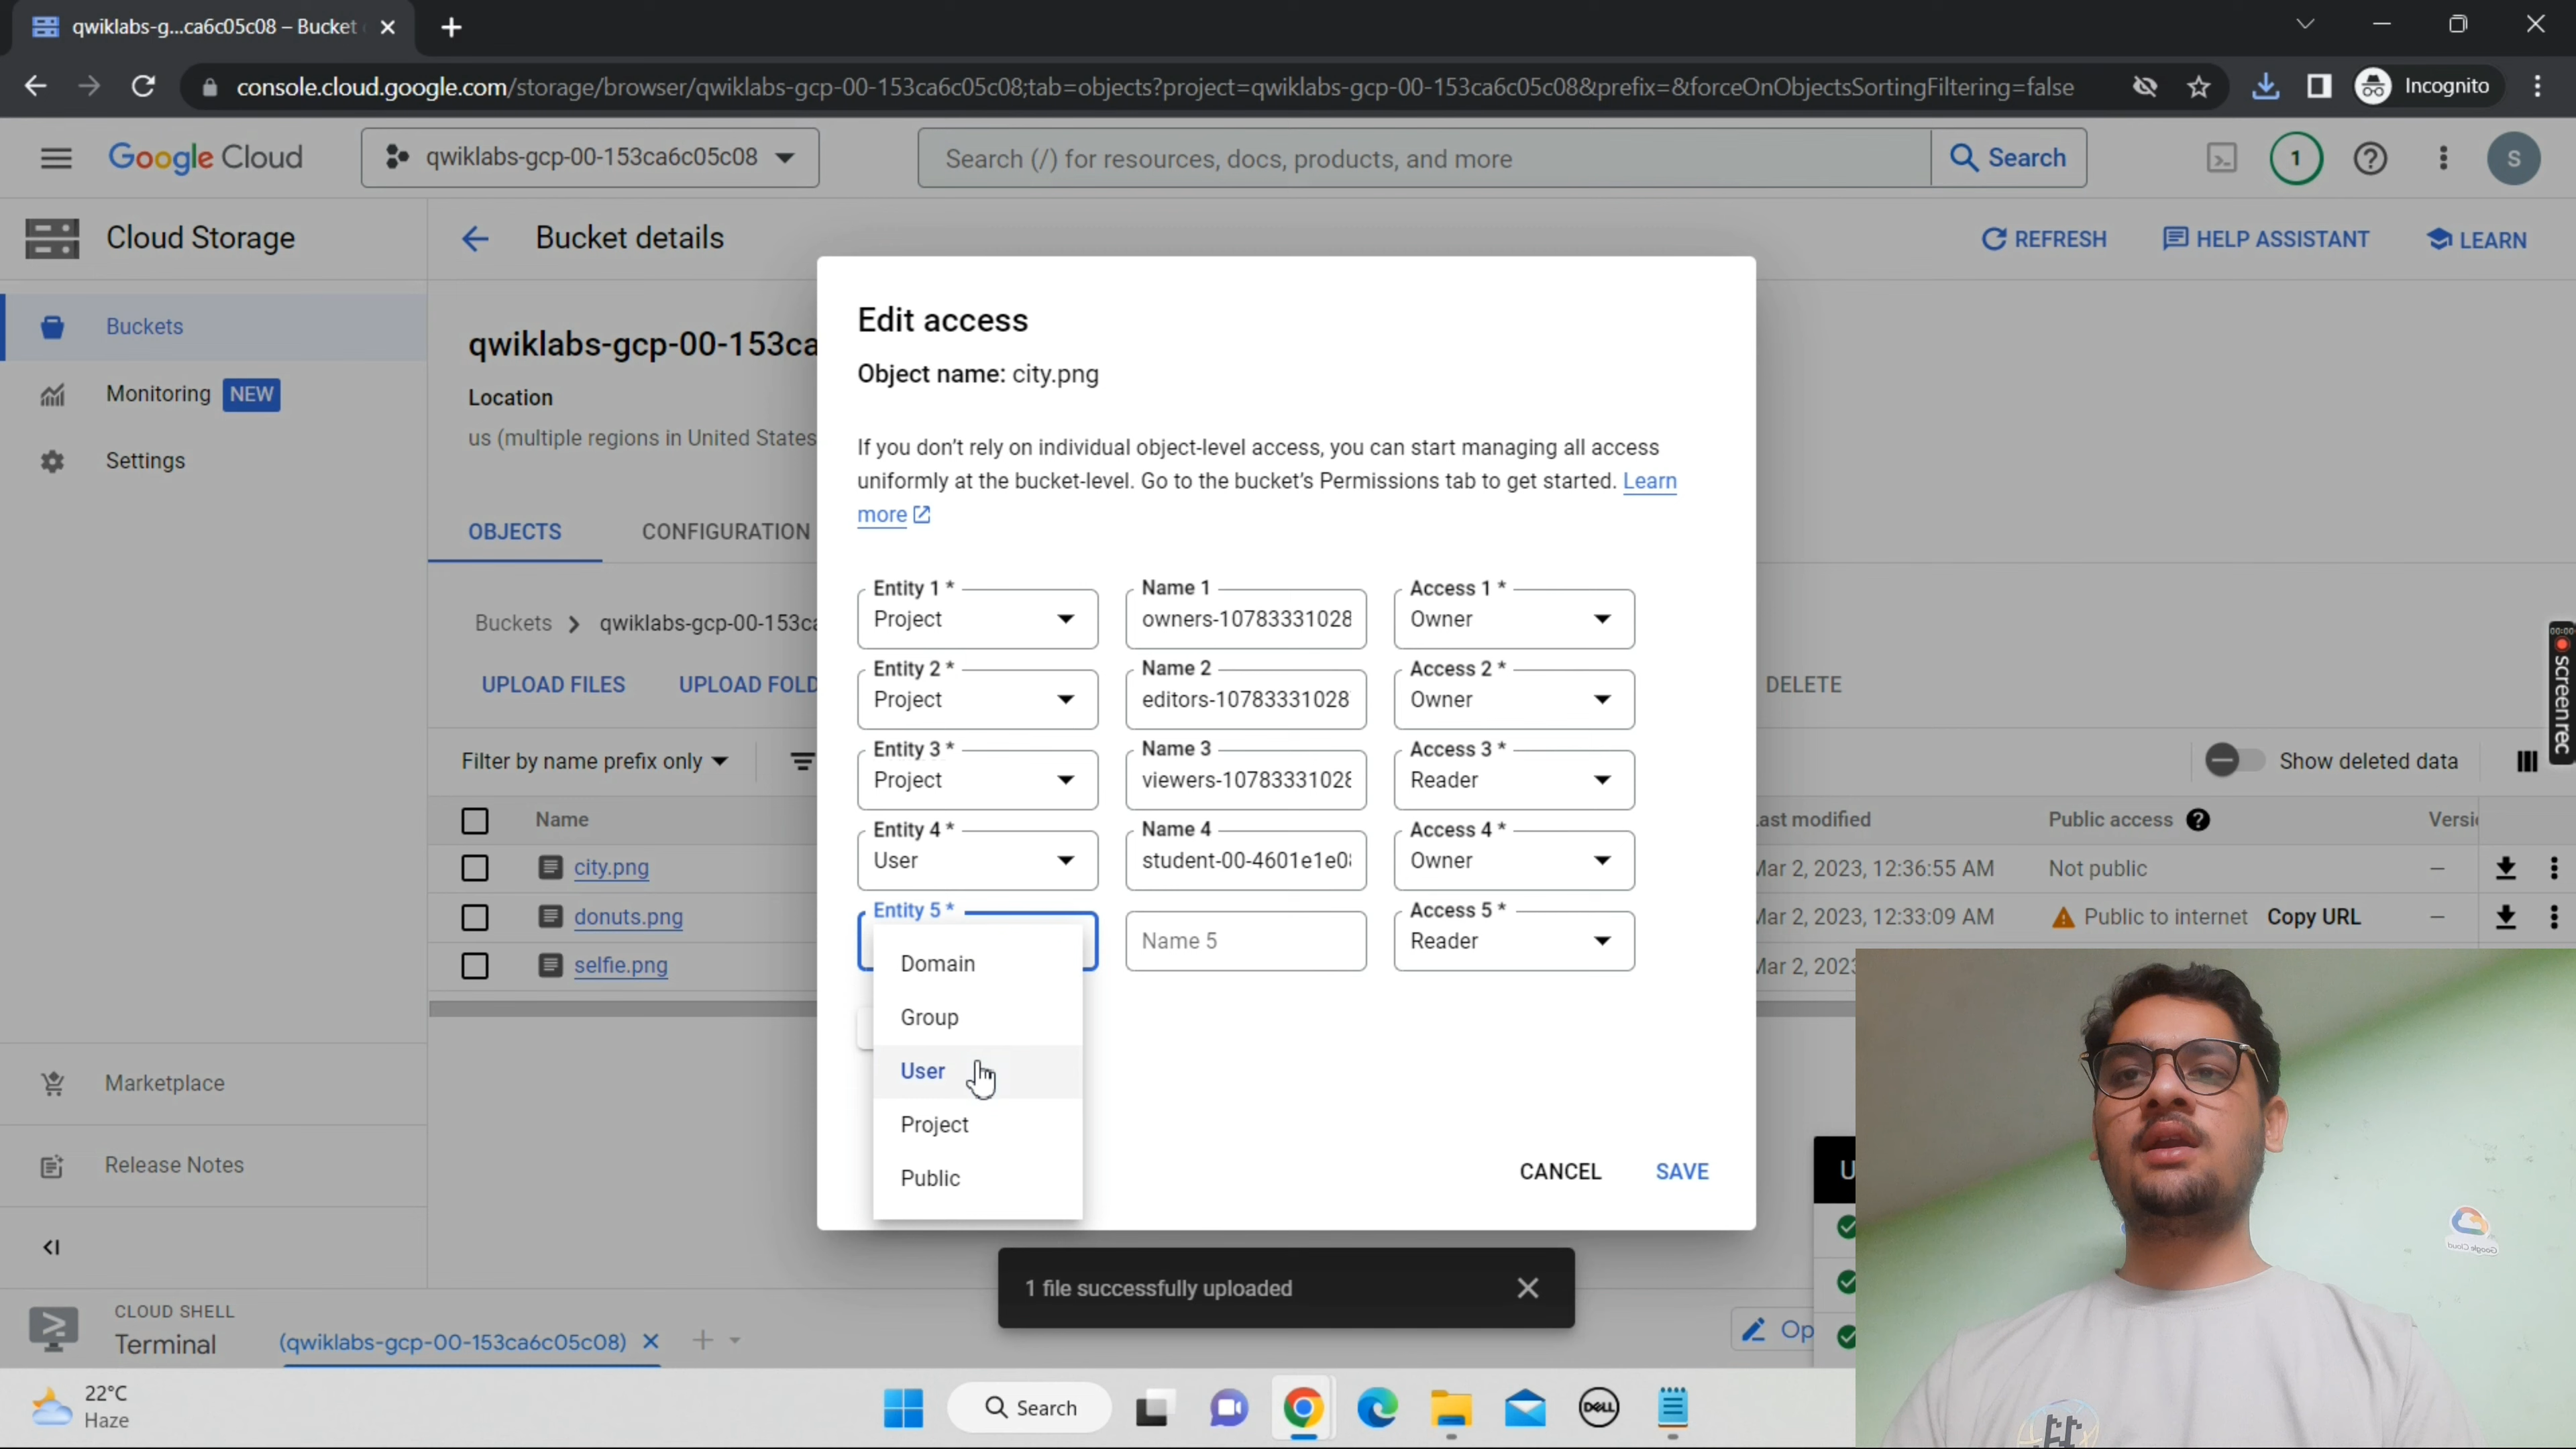 qwiklabs-g...ca6c05c08 – Bucket
console.cloud.google.com/storage/browser/qwiklabs-gcp-00-153ca6c05c08;tab=objects?project=qwiklabs-gcp-00-153ca6c05c08&prefix=&forceOnObjectsSortingFiltering=false
Incognito
Google Cloud
qwiklabs-gcp-00-153ca6c05c08
Search (/) for resources, docs, products, and more
Search
1
S
Cloud Storage
Bucket details
REFRESH
HELP ASSISTANT
LEARN
Buckets
Monitoring NEW
Settings
Marketplace
Release Notes
qwiklabs-gcp-00-153ca
Location
us (multiple regions in United States
OBJECTS
CONFIGURATION
Buckets > qwiklabs-gcp-00-153ca
UPLOAD FILES
UPLOAD FOLD
DELETE
Filter by name prefix only
Show deleted data
Name
Last modified
Public access
Versi
city.png
Mar 2, 2023, 12:36:55 AM
Not public
–
donuts.png
Mar 2, 2023, 12:33:09 AM
Public to internet Copy URL
–
selfie.png
Mar 2, 2023
Edit access
Object name: city.png
If you don't rely on individual object-level access, you can start managing all access
uniformly at the bucket-level. Go to the bucket's Permissions tab to get started. Learn
more
Entity 1 *
Project
Name 1
owners-10783331028
Access 1 *
Owner
Entity 2 *
Project
Name 2
editors-10783331028
Access 2 *
Owner
Entity 3 *
Project
Name 3
viewers-1078333102
Access 3 *
Reader
Entity 4 *
User
Name 4
student-00-4601e1e0
Access 4 *
Owner
Entity 5 *
Name 5
Access 5 *
Reader
Domain
Group
User
Project
Public
CANCEL
SAVE
1 file successfully uploaded
U
Op
CLOUD SHELL
Terminal
(qwiklabs-gcp-00-153ca6c05c08)
00:00
screenrec
Google Cloud
22°C
Haze
Search
DELL